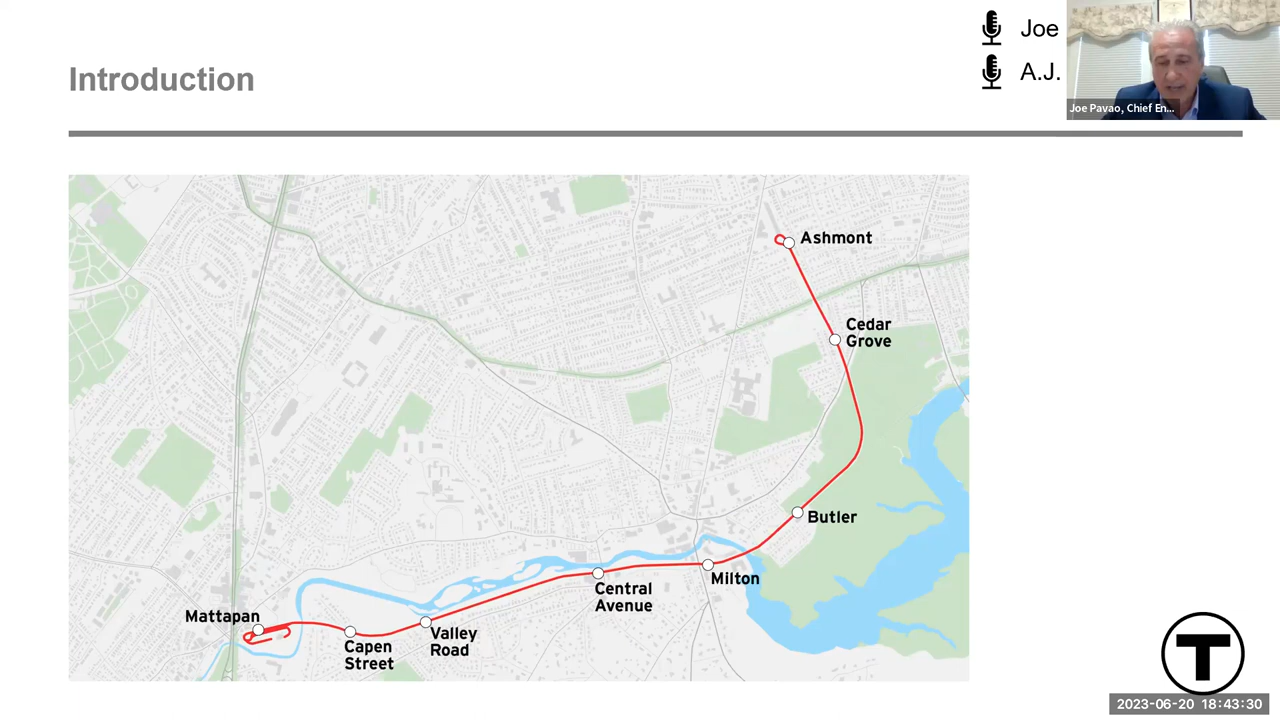 Introduction
Joe
A.J.
Joe Pavao, Chief En...
Ashmont
Cedar
Grove
Butler
Milton
Central
Avenue
Valley
Road
Capen
Street
Mattapan
T
2023-06-20 18:43:30